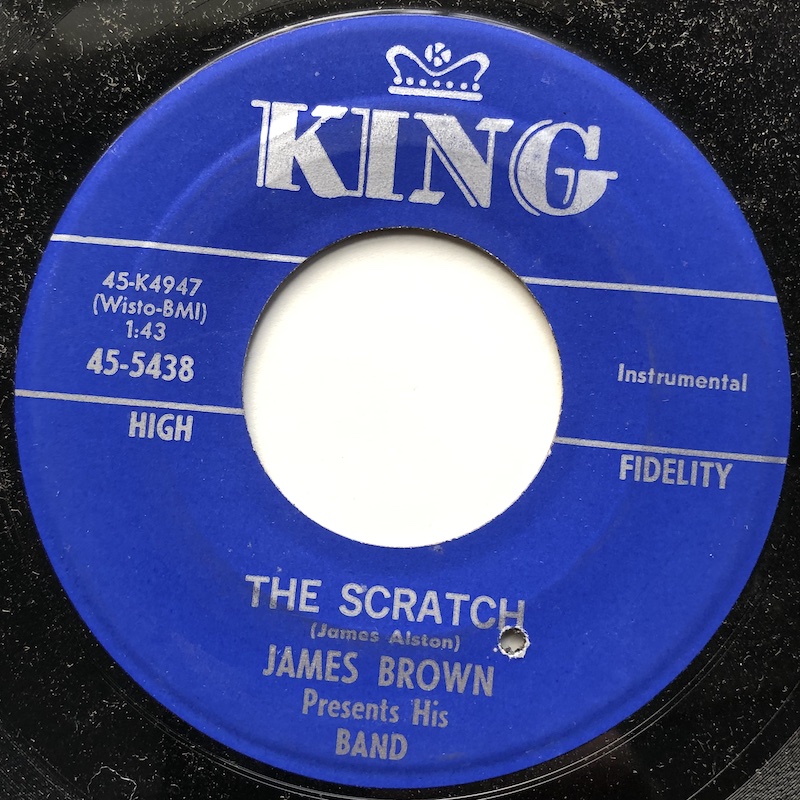 K
KING
45-K4947
(Wisto-BMI)
1:43
45-5438
Instrumental
HIGH
FIDELITY
THE SCRATCH
(James Alston)
JAMES BROWN
Presents His
BAND